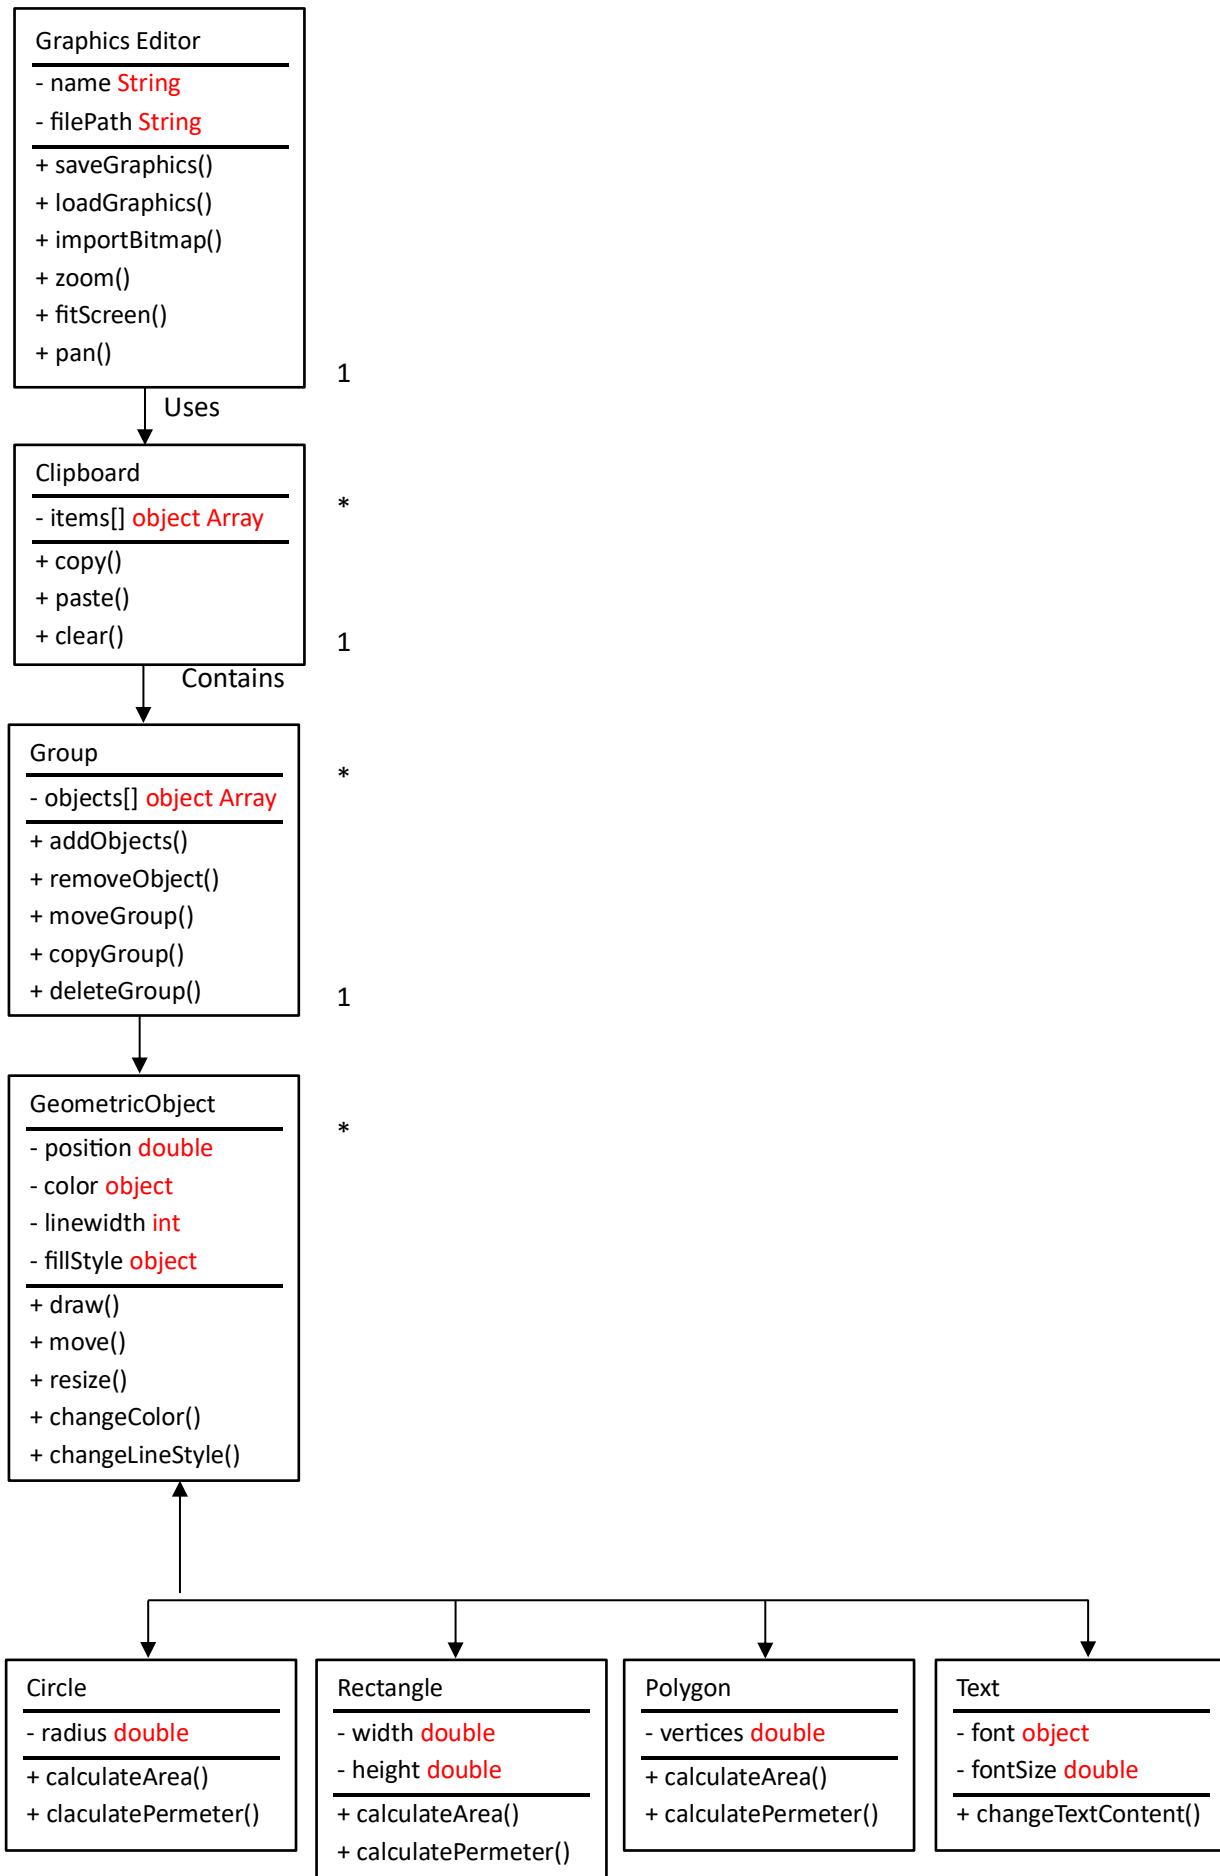 Graphics Editor
- name String
- filePath String
+ saveGraphics()
+ loadGraphics()
+ importBitmap()
+ zoom()
+ fitScreen()
+ pan()
1
Uses
Clipboard
*
- items[] object Array
+ copy()
+ paste()
+ clear()
1
Contains
Group
*
- objects[] object Array
+ addObjects()
+ removeObject()
+ moveGroup()
+ copyGroup()
+ deleteGroup()
1
GeometricObject
*
- position double
- color object
- linewidth int
- fillStyle object
+ draw()
+ move()
+ resize()
+ changeColor()
+ changeLineStyle()
Circle
- radius double
+ calculateArea()
+ claculatePermeter()
Rectangle
- width double
- height double
+ calculateArea()
+ calculatePermeter()
Polygon
- vertices double
+ calculateArea()
+ calculatePermeter()
Text
- font object
- fontSize double
+ changeTextContent()